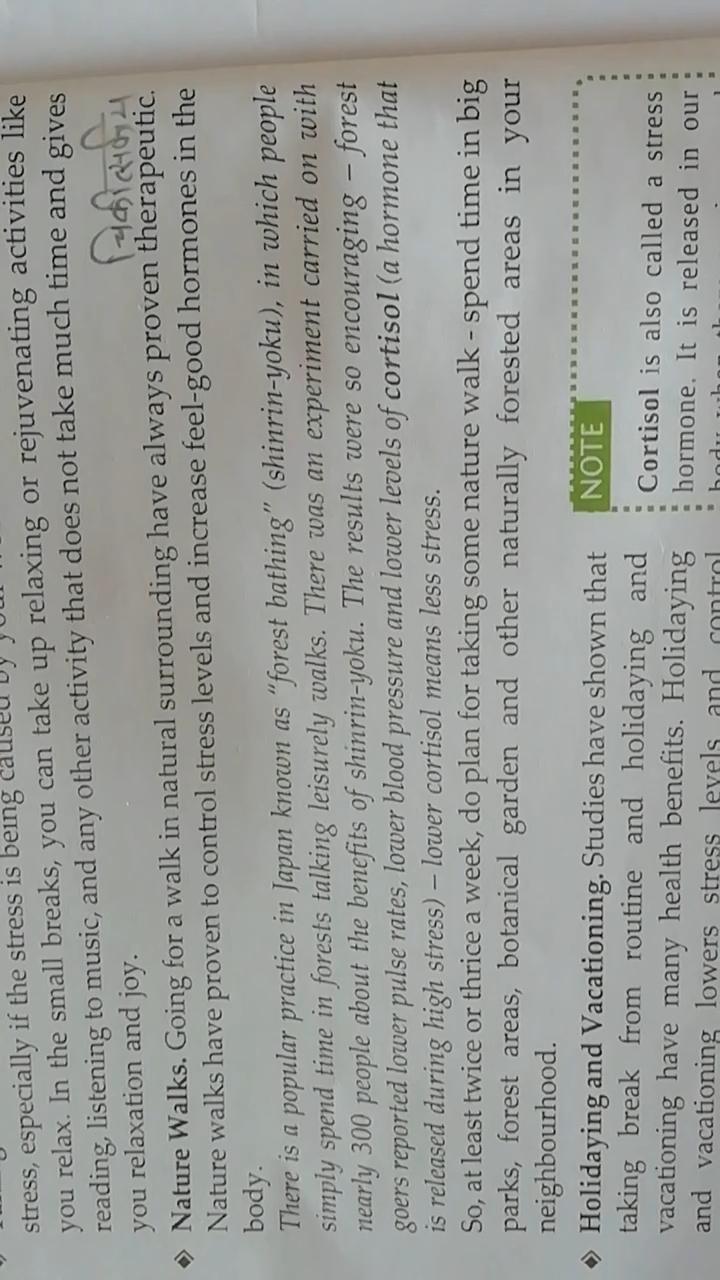 stress, especially if the stress is being caused by
you relax. In the small breaks, you can take up relaxing or rejuvenating activities like
reading, listening to music, and any other activity that does not take much time and gives
you relaxation and joy.
Nature Walks. Going for a walk in natural surrounding have always proven therapeutic.
Nature walks have proven to control stress levels and increase feel-good hormones in the
body.
There is a popular practice in Japan known as "forest bathing" (shinrin-yoku), in which people
simply spend time in forests talking leisurely walks. There was an experiment carried on with
nearly 300 people about the benefits of shinrin-yoku. The results were so encouraging – forest
goers reported lower pulse rates, lower blood pressure and lower levels of cortisol (a hormone that
is released during high stress) – lower cortisol means less stress.
So, at least twice or thrice a week, do plan for taking some nature walk - spend time in big
parks, forest areas, botanical garden and other naturally forested areas in your
neighbourhood.
Holidaying and Vacationing. Studies have shown that
taking break from routine and holidaying and
vacationing have many health benefits. Holidaying
and vacationing lowers stress levels and control
NOTE
Cortisol is also called a stress
hormone. It is released in our